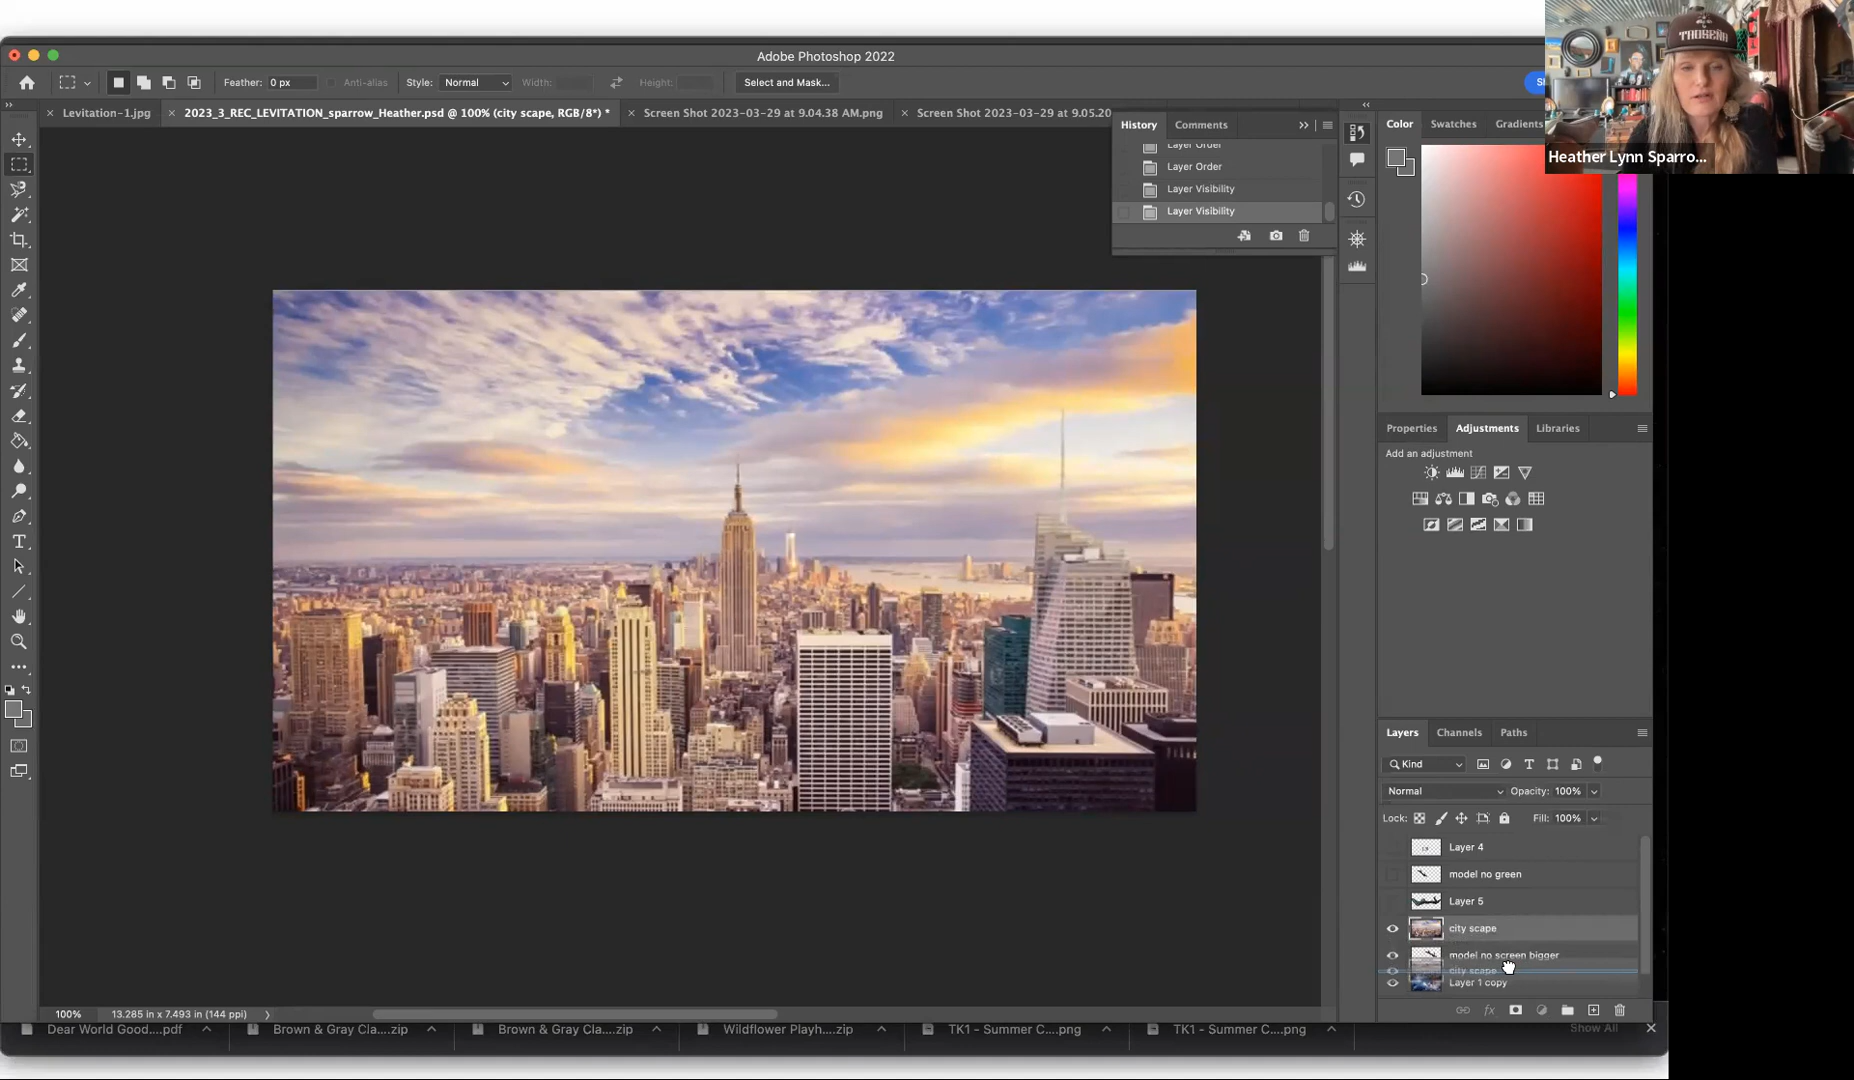 Adobe Photoshop 2022
Feather: 0 px
Anti-alias
Style: Normal
Width:
Height:
Select and Mask...
TAOSEÑA
Heather Lynn Sparro...
Levitation-1.jpg
2023_3_REC_LEVITATION_sparrow_Heather.psd @ 100% (city scape, RGB/8*) *
Screen Shot 2023-03-29 at 9.04.38 AM.png
Screen Shot 2023-03-29 at 9.05.20
History
Comments
Layer Order
Layer Order
Layer Visibility
Layer Visibility
Color
Swatches
Gradients
Properties
Adjustments
Libraries
Add an adjustment
Layers
Channels
Paths
Kind
Normal
Opacity: 100%
Lock:
Fill: 100%
Layer 4
model no green
Layer 5
city scape
model no screen bigger
city scape
Layer 1 copy
fx
100%
13.285 in x 7.493 in (144 ppi)
Dear World Good....pdf
Brown & Gray Cla....zip
Brown & Gray Cla....zip
Wildflower Playh....zip
TK1 - Summer C....png
TK1 - Summer C....png
Show All